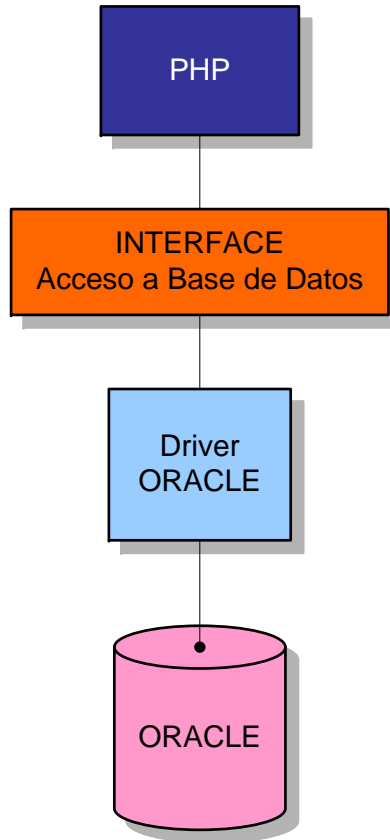 PHP
INTERFACE
Acceso a Base de Datos
Driver
ORACLE
ORACLE